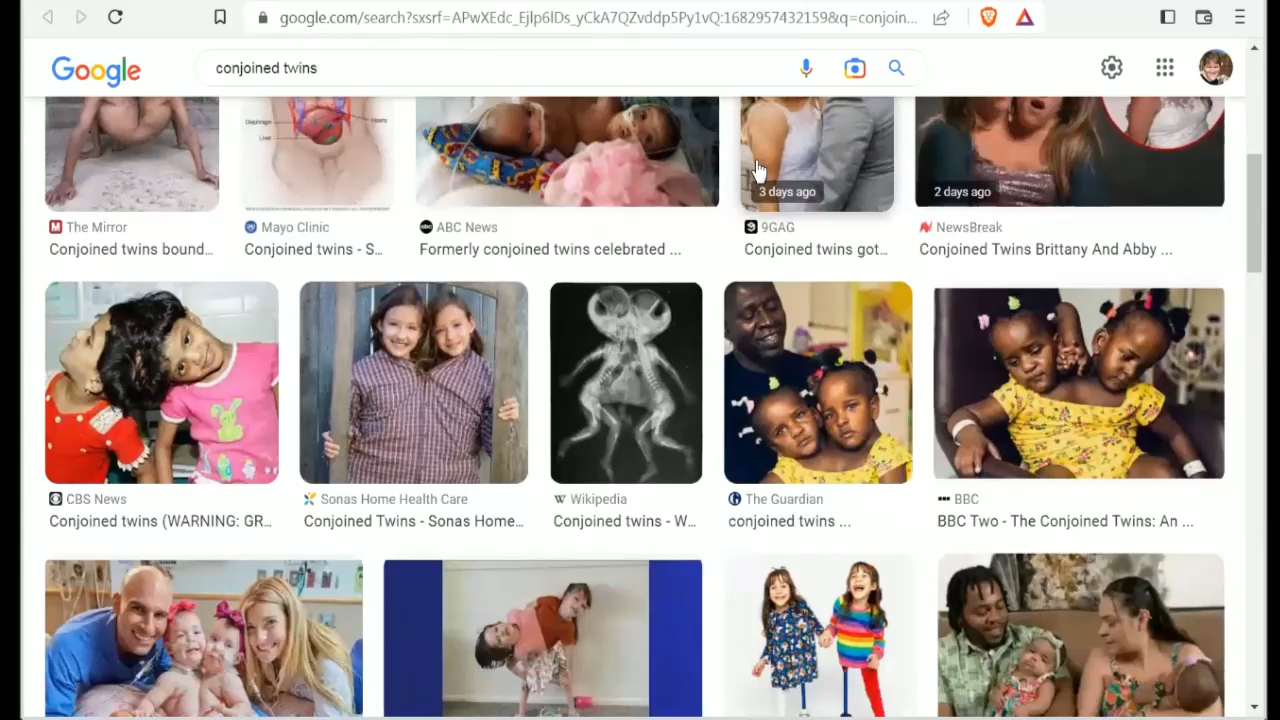 google.com/search?sxsrf=APwXEdc_Ejlp6lDs_yCkA7QZvddp5Py1vQ:1682957432159&q=conjoin...
Google
conjoined twins
Diaphragm
Liver
Hearts
3 days ago
2 days ago
The Mirror
Mayo Clinic
ABC News
9GAG
NewsBreak
Conjoined twins bound...
Conjoined twins - S...
Formerly conjoined twins celebrated ...
Conjoined twins got...
Conjoined Twins Brittany And Abby ...
CBS News
Sonas Home Health Care
W Wikipedia
The Guardian
BBC
Conjoined twins (WARNING: GR...
Conjoined Twins - Sonas Home...
Conjoined twins - W...
conjoined twins ...
BBC Two - The Conjoined Twins: An ...